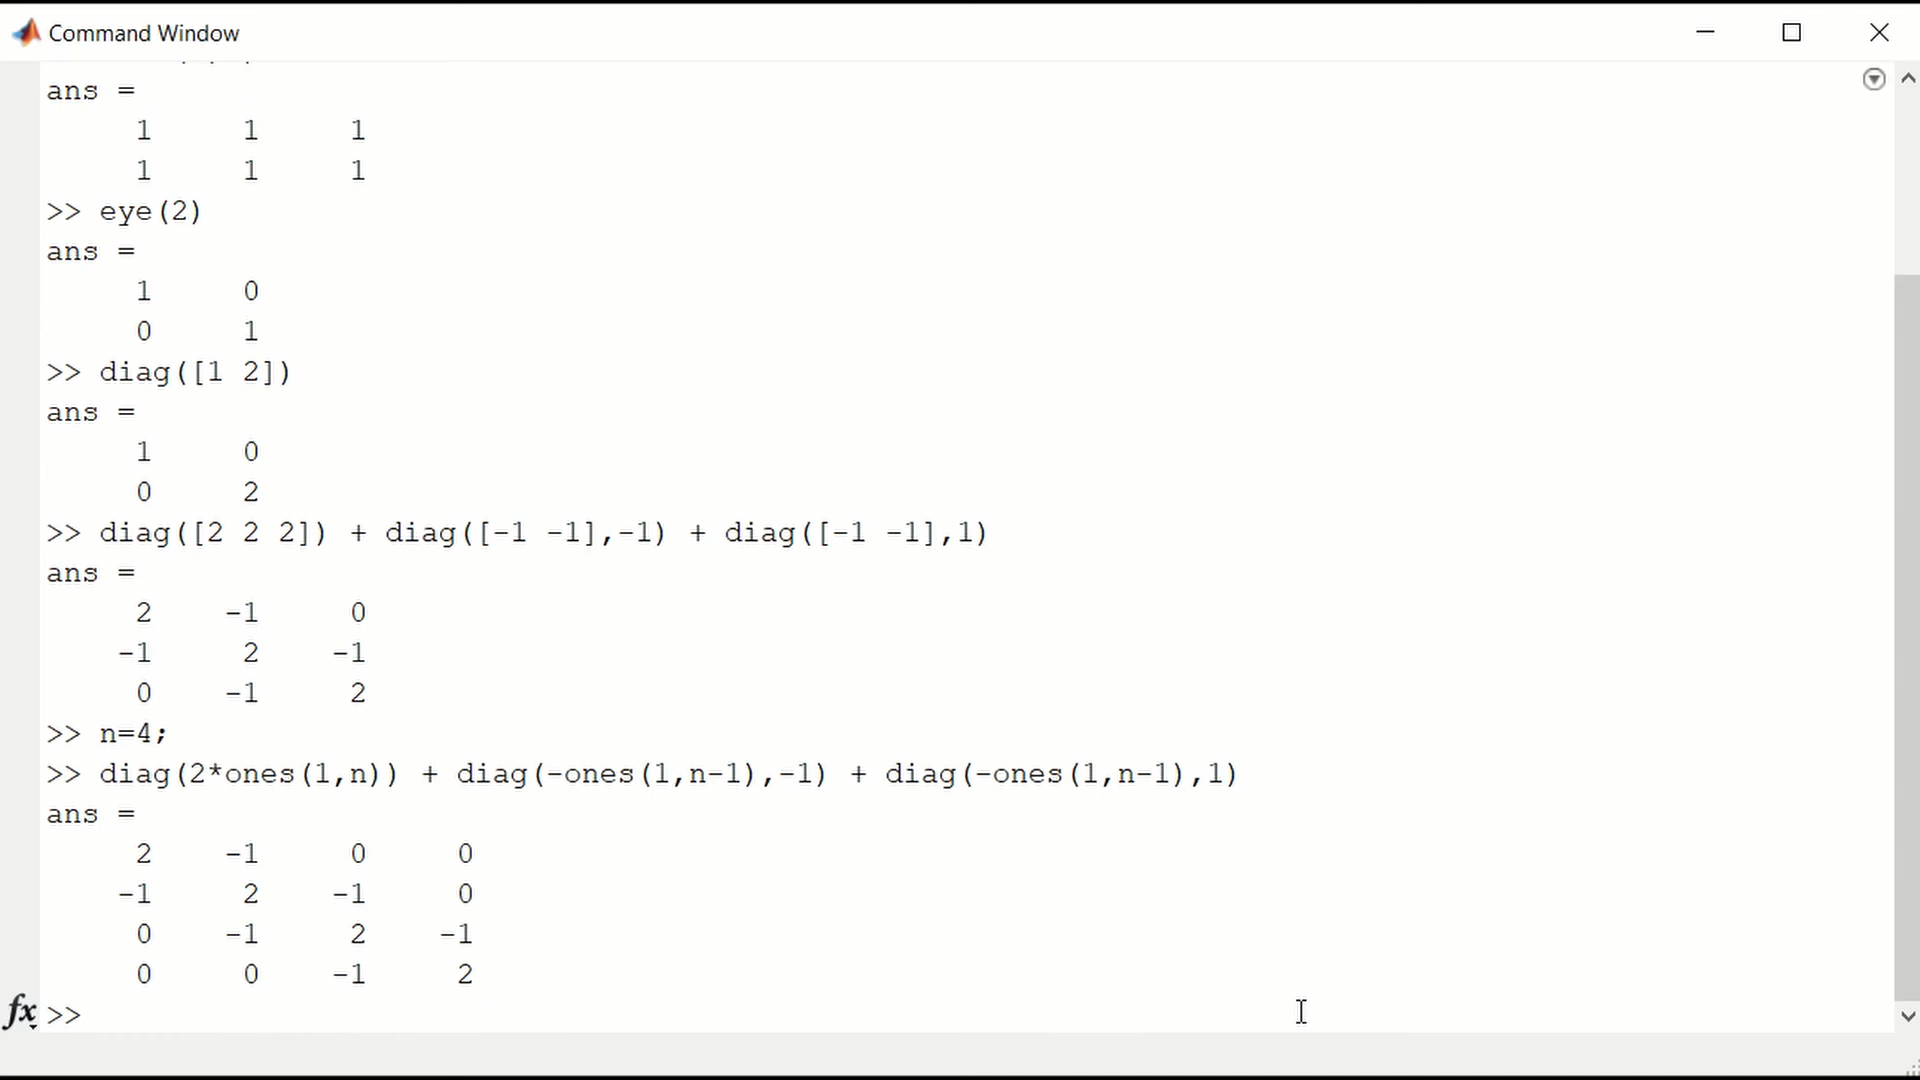 Command Window
ans =
1 1 1
1 1 1
>> eye(2)
ans =
1 0
0 1
>> diag([1 2])
ans =
1 0
0 2
>> diag([2 2 2]) + diag([-1 -1],-1) + diag([-1 -1],1)
ans =
2 -1 0
-1 2 -1
0 -1 2
>> n=4;
>> diag(2*ones(1,n)) + diag(-ones(1,n-1),-1) + diag(-ones(1,n-1),1)
ans =
2 -1 0 0
-1 2 -1 0
0 -1 2 -1
0 0 -1 2
fx >>